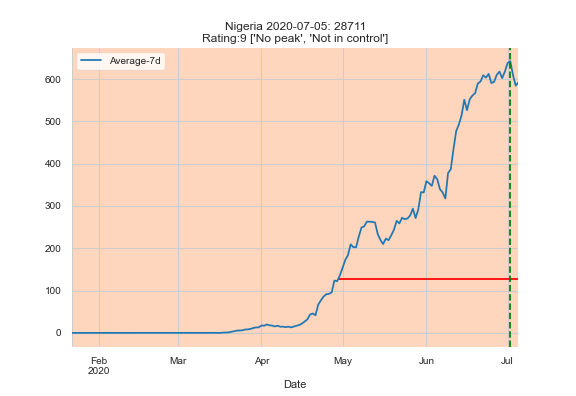 Nigeria 2020-07-05: 28711
Rating:9 ['No peak', 'Not in control']
Average-7d
600
500
400
300
200
100
0
Feb
2020
Mar
Apr
May
Jun
Jul
Date